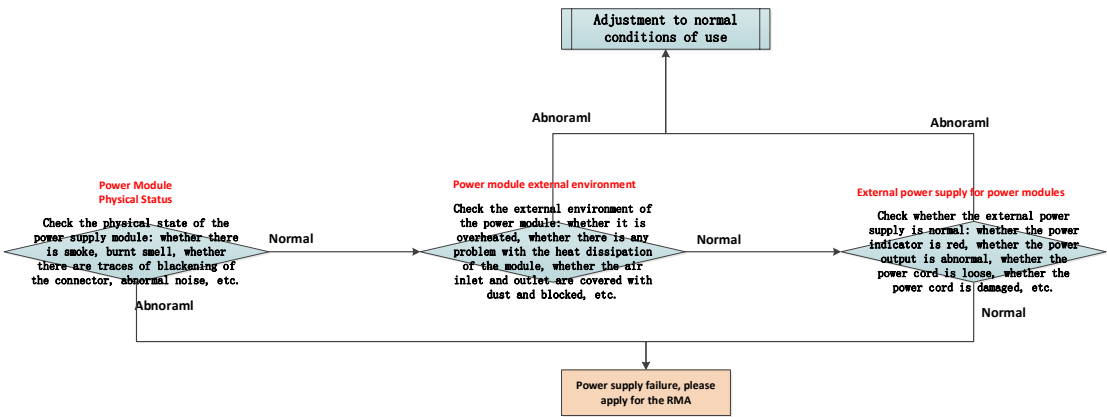 Adjustment to normal
conditions of use
Abnoraml
Abnoraml
Power Module
Physical Status
Power module external environment
External power supply for power modules
Check the physical state of the
power supply module: whether there
is smoke, burnt smell, whether
there are traces of blackening of
the connector, abnormal noise, etc.
Normal
Check the external environment of
the power module: whether it is
overheated, whether there is any
problem with the heat dissipation
of the module, whether the air
inlet and outlet are covered with
dust and blocked, etc.
Normal
Check whether the external power
supply is normal: whether the power
indicator is red, whether the power
output is abnormal, whether the
power cord is loose, whether the
power cord is damaged, etc.
Abnoraml
Normal
Power supply failure, please
apply for the RMA